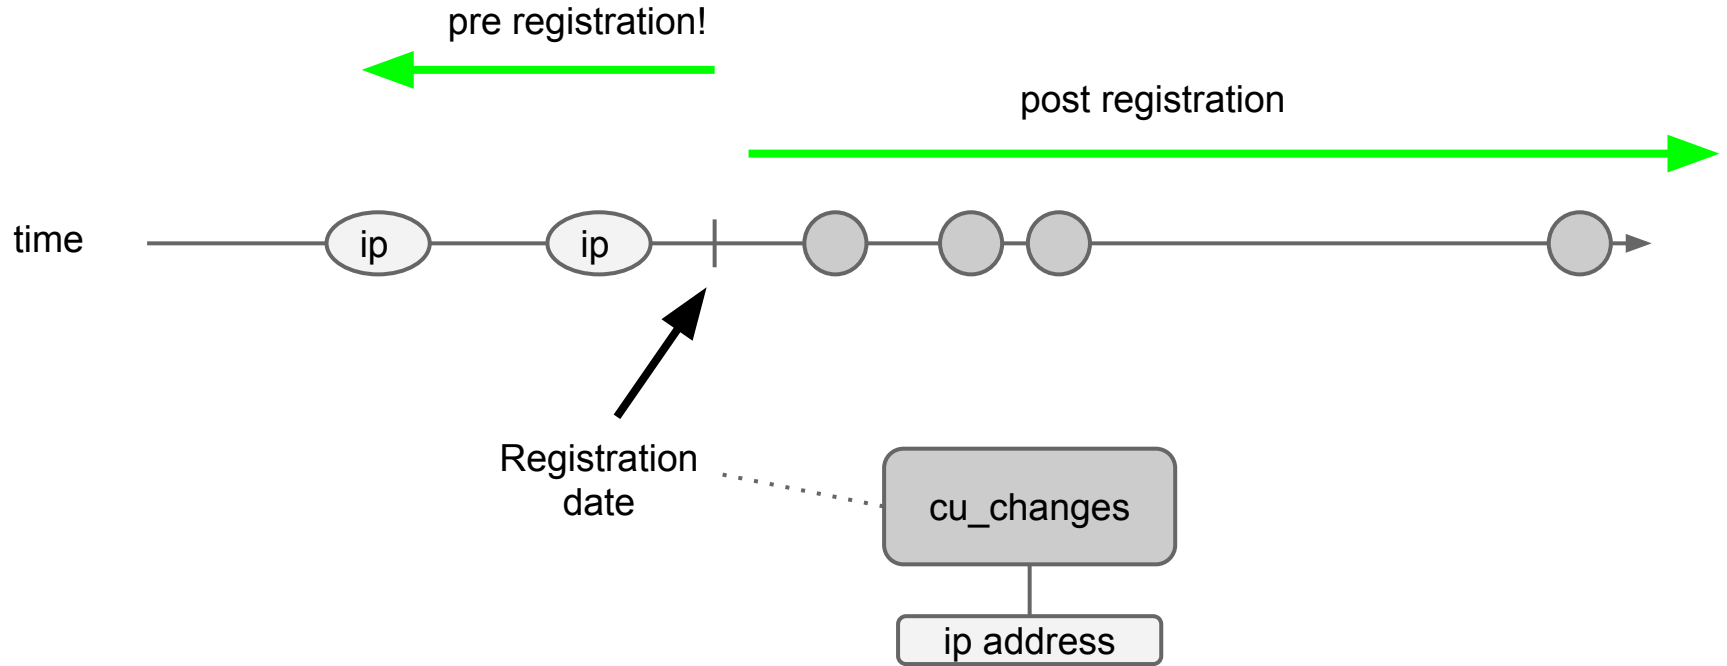 pre registration!
post registration
time
ip
ip
Registration
date
cu_changes
ip address